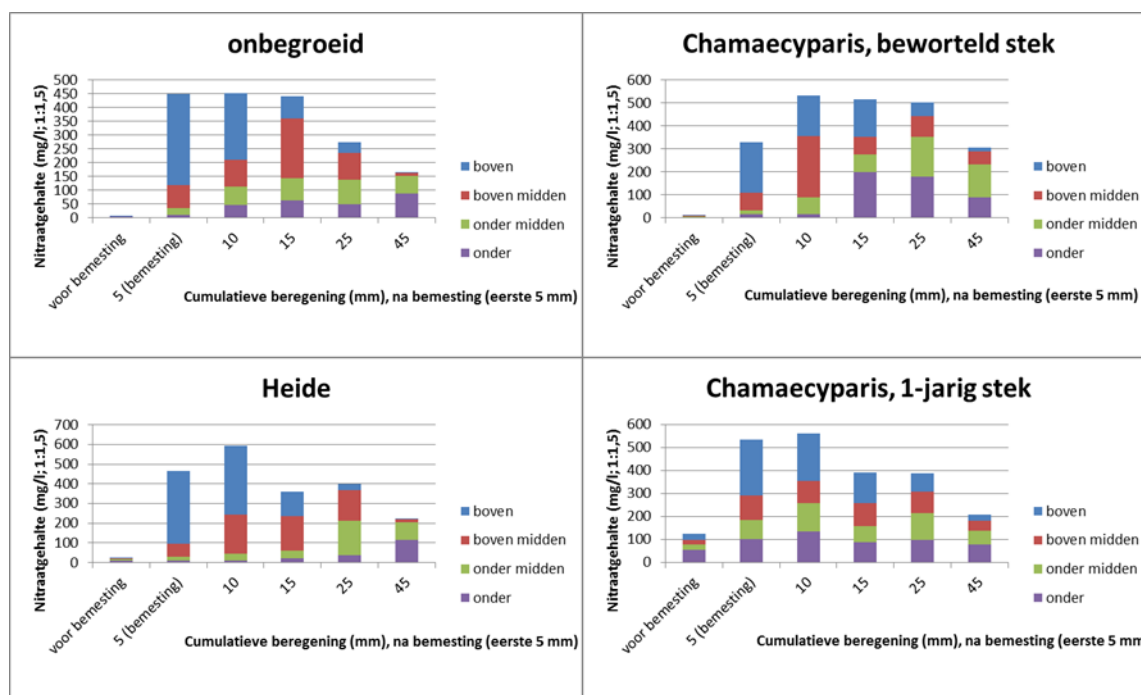 onbegroeid
Nitraatgehalte (mg/l; 1:1,5)
500
450
400
350
300
250
200
150
100
50
0
voor bemesting
5 (bemesting)
10
15
25
45
Cumulatieve beregening (mm), na bemesting (eerste 5 mm)
boven
boven midden
onder midden
onder
Chamaecyparis, beworteld stek
Nitraatgehalte (mg/l; 1:1,5)
600
500
400
300
200
100
0
voor bemesting
5 (bemesting)
10
15
25
45
Cumulatieve beregening (mm), na bemesting (eerste 5 mm)
boven
boven midden
onder midden
onder
Heide
Nitraatgehalte (mg/l; 1:1,5)
700
600
500
400
300
200
100
0
voor bemesting
5 (bemesting)
10
15
25
45
Cumulatieve beregening (mm), na bemesting (eerste 5 mm)
boven
boven midden
onder midden
onder
Chamaecyparis, 1-jarig stek
Nitraatgehalte (mg/l; 1:1,5)
600
500
400
300
200
100
0
voor bemesting
5 (bemesting)
10
15
25
45
Cumulatieve beregening (mm), na bemesting (eerste 5 mm
boven
boven midden
onder midden
onder